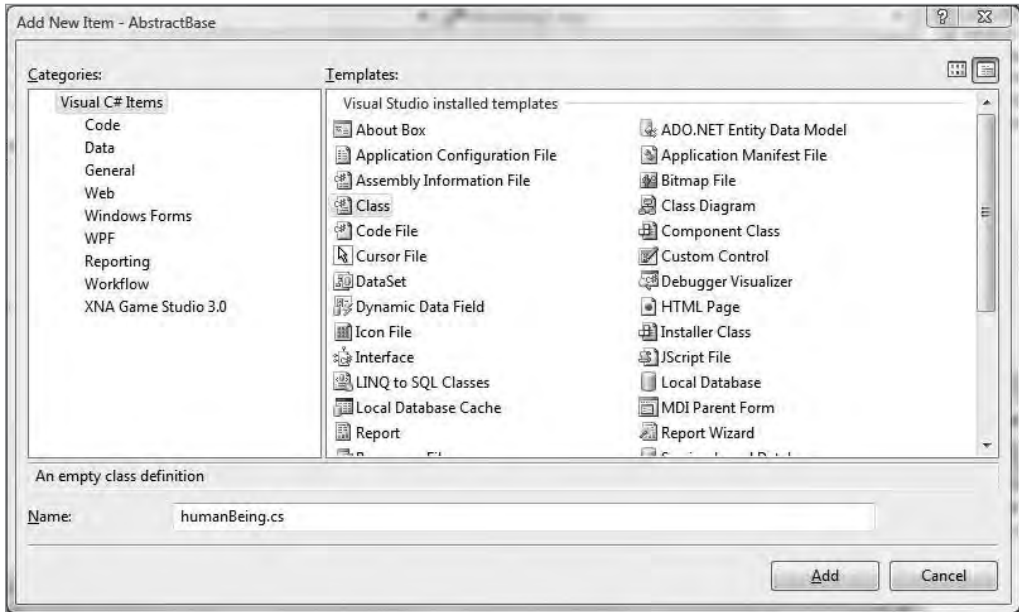 Add New Item - AbstractBase
Categories:
Templates:
Visual C# Items
Code
Data
General
Web
Windows Forms
WPF
Reporting
Workflow
XNA Game Studio 3.0
Visual Studio installed templates
About Box
ADO.NET Entity Data Model
Application Configuration File
Application Manifest File
Assembly Information File
Bitmap File
Class
Class Diagram
Code File
Component Class
Cursor File
Custom Control
DataSet
Debugger Visualizer
Dynamic Data Field
HTML Page
Icon File
Installer Class
Interface
JScript File
LINQ to SQL Classes
Local Database
Local Database Cache
MDI Parent Form
Report
Report Wizard
An empty class definition
Name:
humanBeing.cs
Add
Cancel